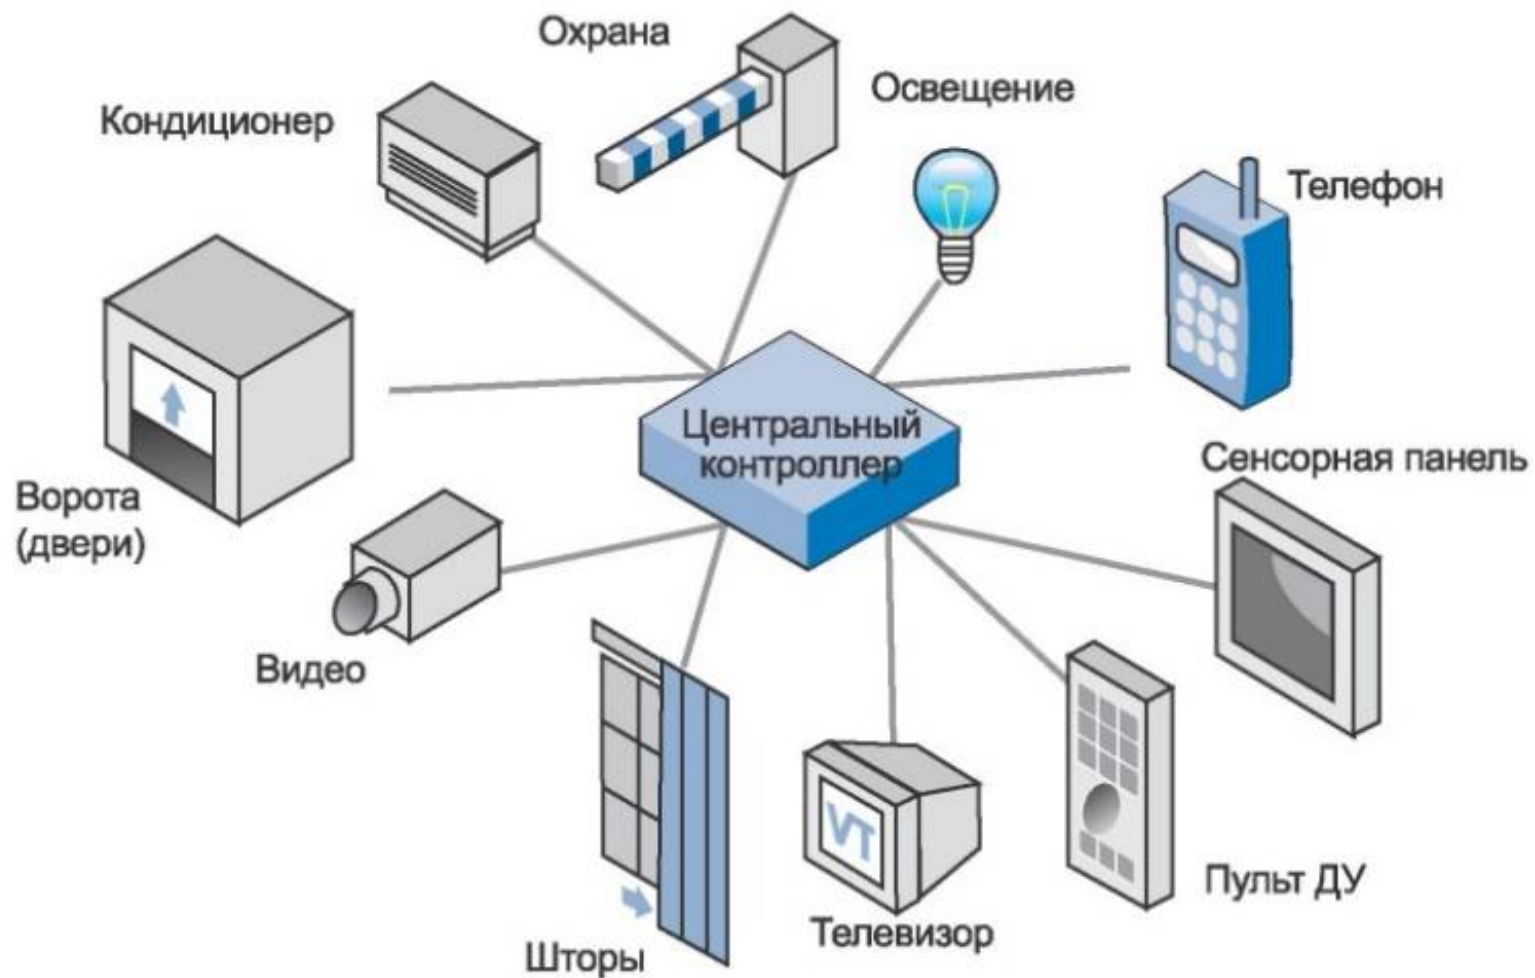 Охрана
Освещение
Кондиционер
Телефон
Центральный
контроллер
Сенсорная панель
Ворота
(двери)
Видео
VT
Пульт ДУ
Телевизор
Шторы